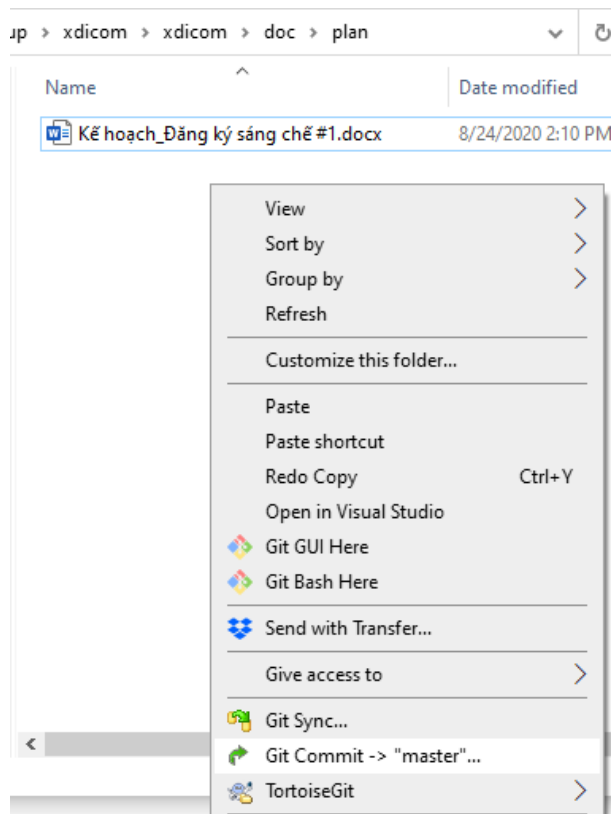 up > xdicom > xdicom > doc > plan
Name Date modified
Kế hoạch_Đăng ký sáng chế #1.docx 8/24/2020 2:10 PM
View
Sort by
Group by
Refresh
Customize this folder...
Paste
Paste shortcut
Redo Copy Ctrl+Y
Open in Visual Studio
Git GUI Here
Git Bash Here
Send with Transfer...
Give access to
Git Sync...
Git Commit -> "master"...
TortoiseGit